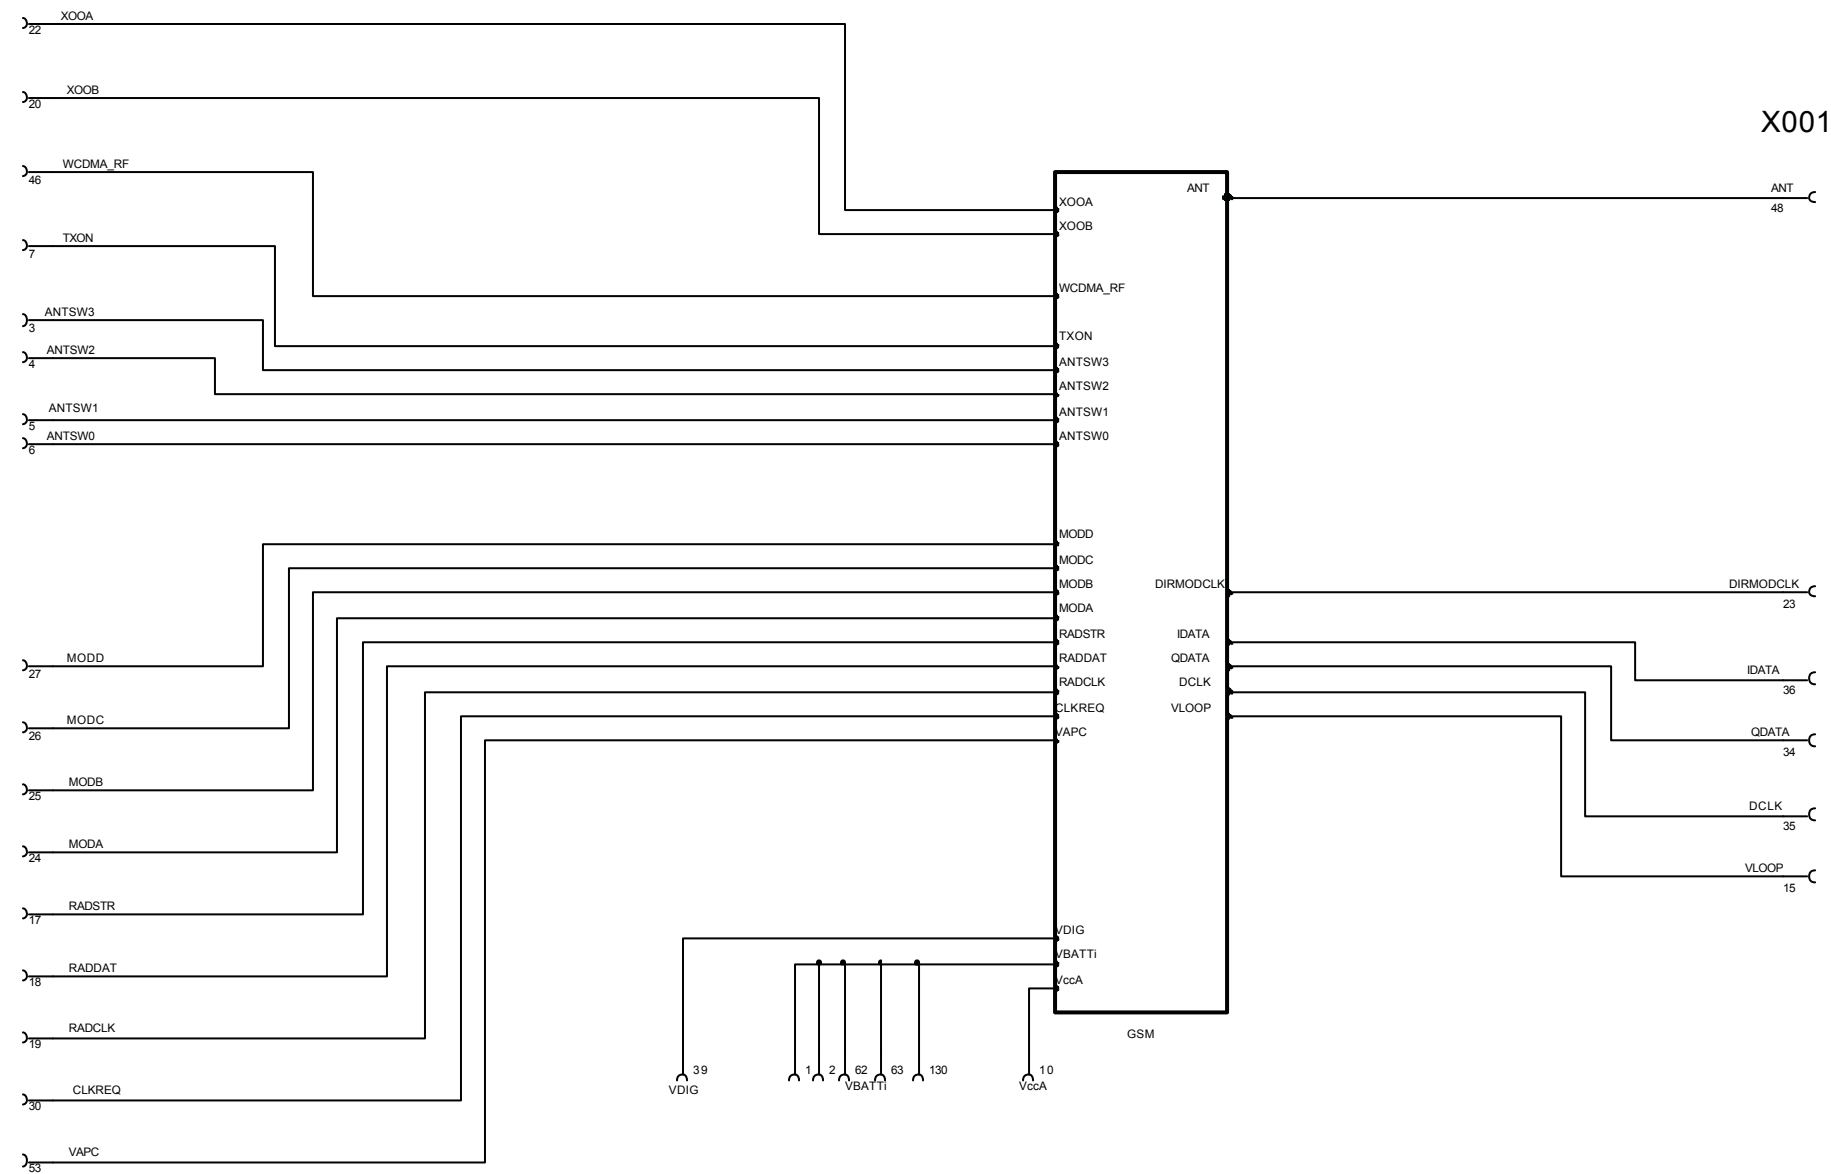 XOOA
22
XOOB
20
X001
WCDMA_RF
46
ANT
ANT
48
XOOA
XOOB
TXON
7
WCDMA_RF
ANTSW3
3
TXON
ANTSW2
4
ANTSW3
ANTSW2
ANTSW1
5
ANTSW1
ANTSW0
6
ANTSW0
MODD
MODC
MODB
DIRMODCLK
DIRMODCLK
23
MODA
RADSTR
IDATA
MODD
27
RADDAT
QDATA
IDATA
36
RADCLK
DCLK
CLKREQ
VLOOP
MODC
26
VAPC
QDATA
34
MODB
25
DCLK
35
MODA
24
VLOOP
15
RADSTR
17
VDIG
VBATTi
RADDAT
18
VccA
RADCLK
19
GSM
39
VDIG
1 2 62 63 130
VBATTi
10
VccA
CLKREQ
30
VAPC
53